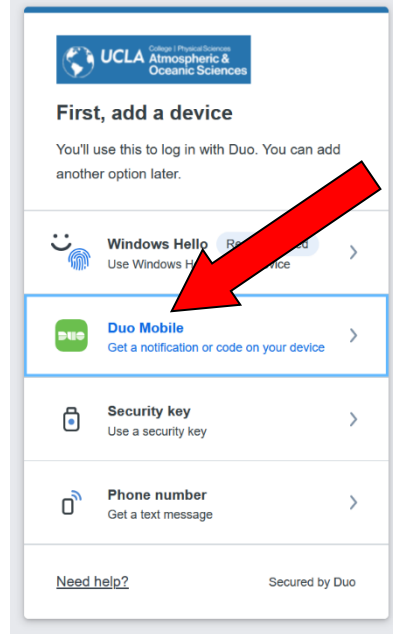 UCLA College | Physical Sciences
Atmospheric &
Oceanic Sciences
First, add a device
You'll use this to log in with Duo. You can add
another option later.
Windows Hello
Use Windows
Duo Mobile
Get a notification or code on your device
Security key
Use a security key
Phone number
Get a text message
Need help? Secured by Duo